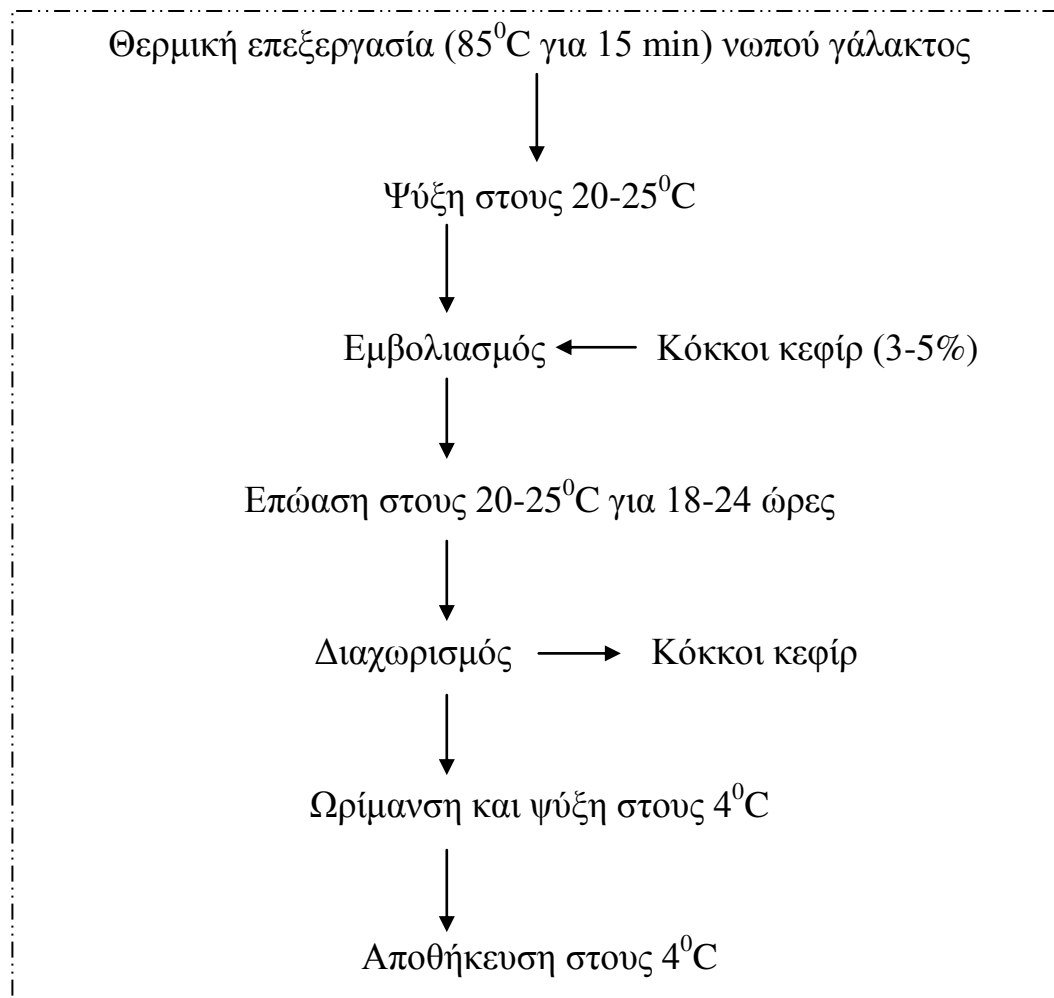 Θερμική επεξεργασία (85⁰C για 15 min) νωπού γάλακτος
Ψύξη στους 20-25⁰C
Εμβολιασμός Κόκκοι κεφίρ (3-5%)
Επώαση στους 20-25⁰C για 18-24 ώρες
Διαχωρισμός Κόκκοι κεφίρ
Ωρίμανση και ψύξη στους 4⁰C
Αποθήκευση στους 4⁰C